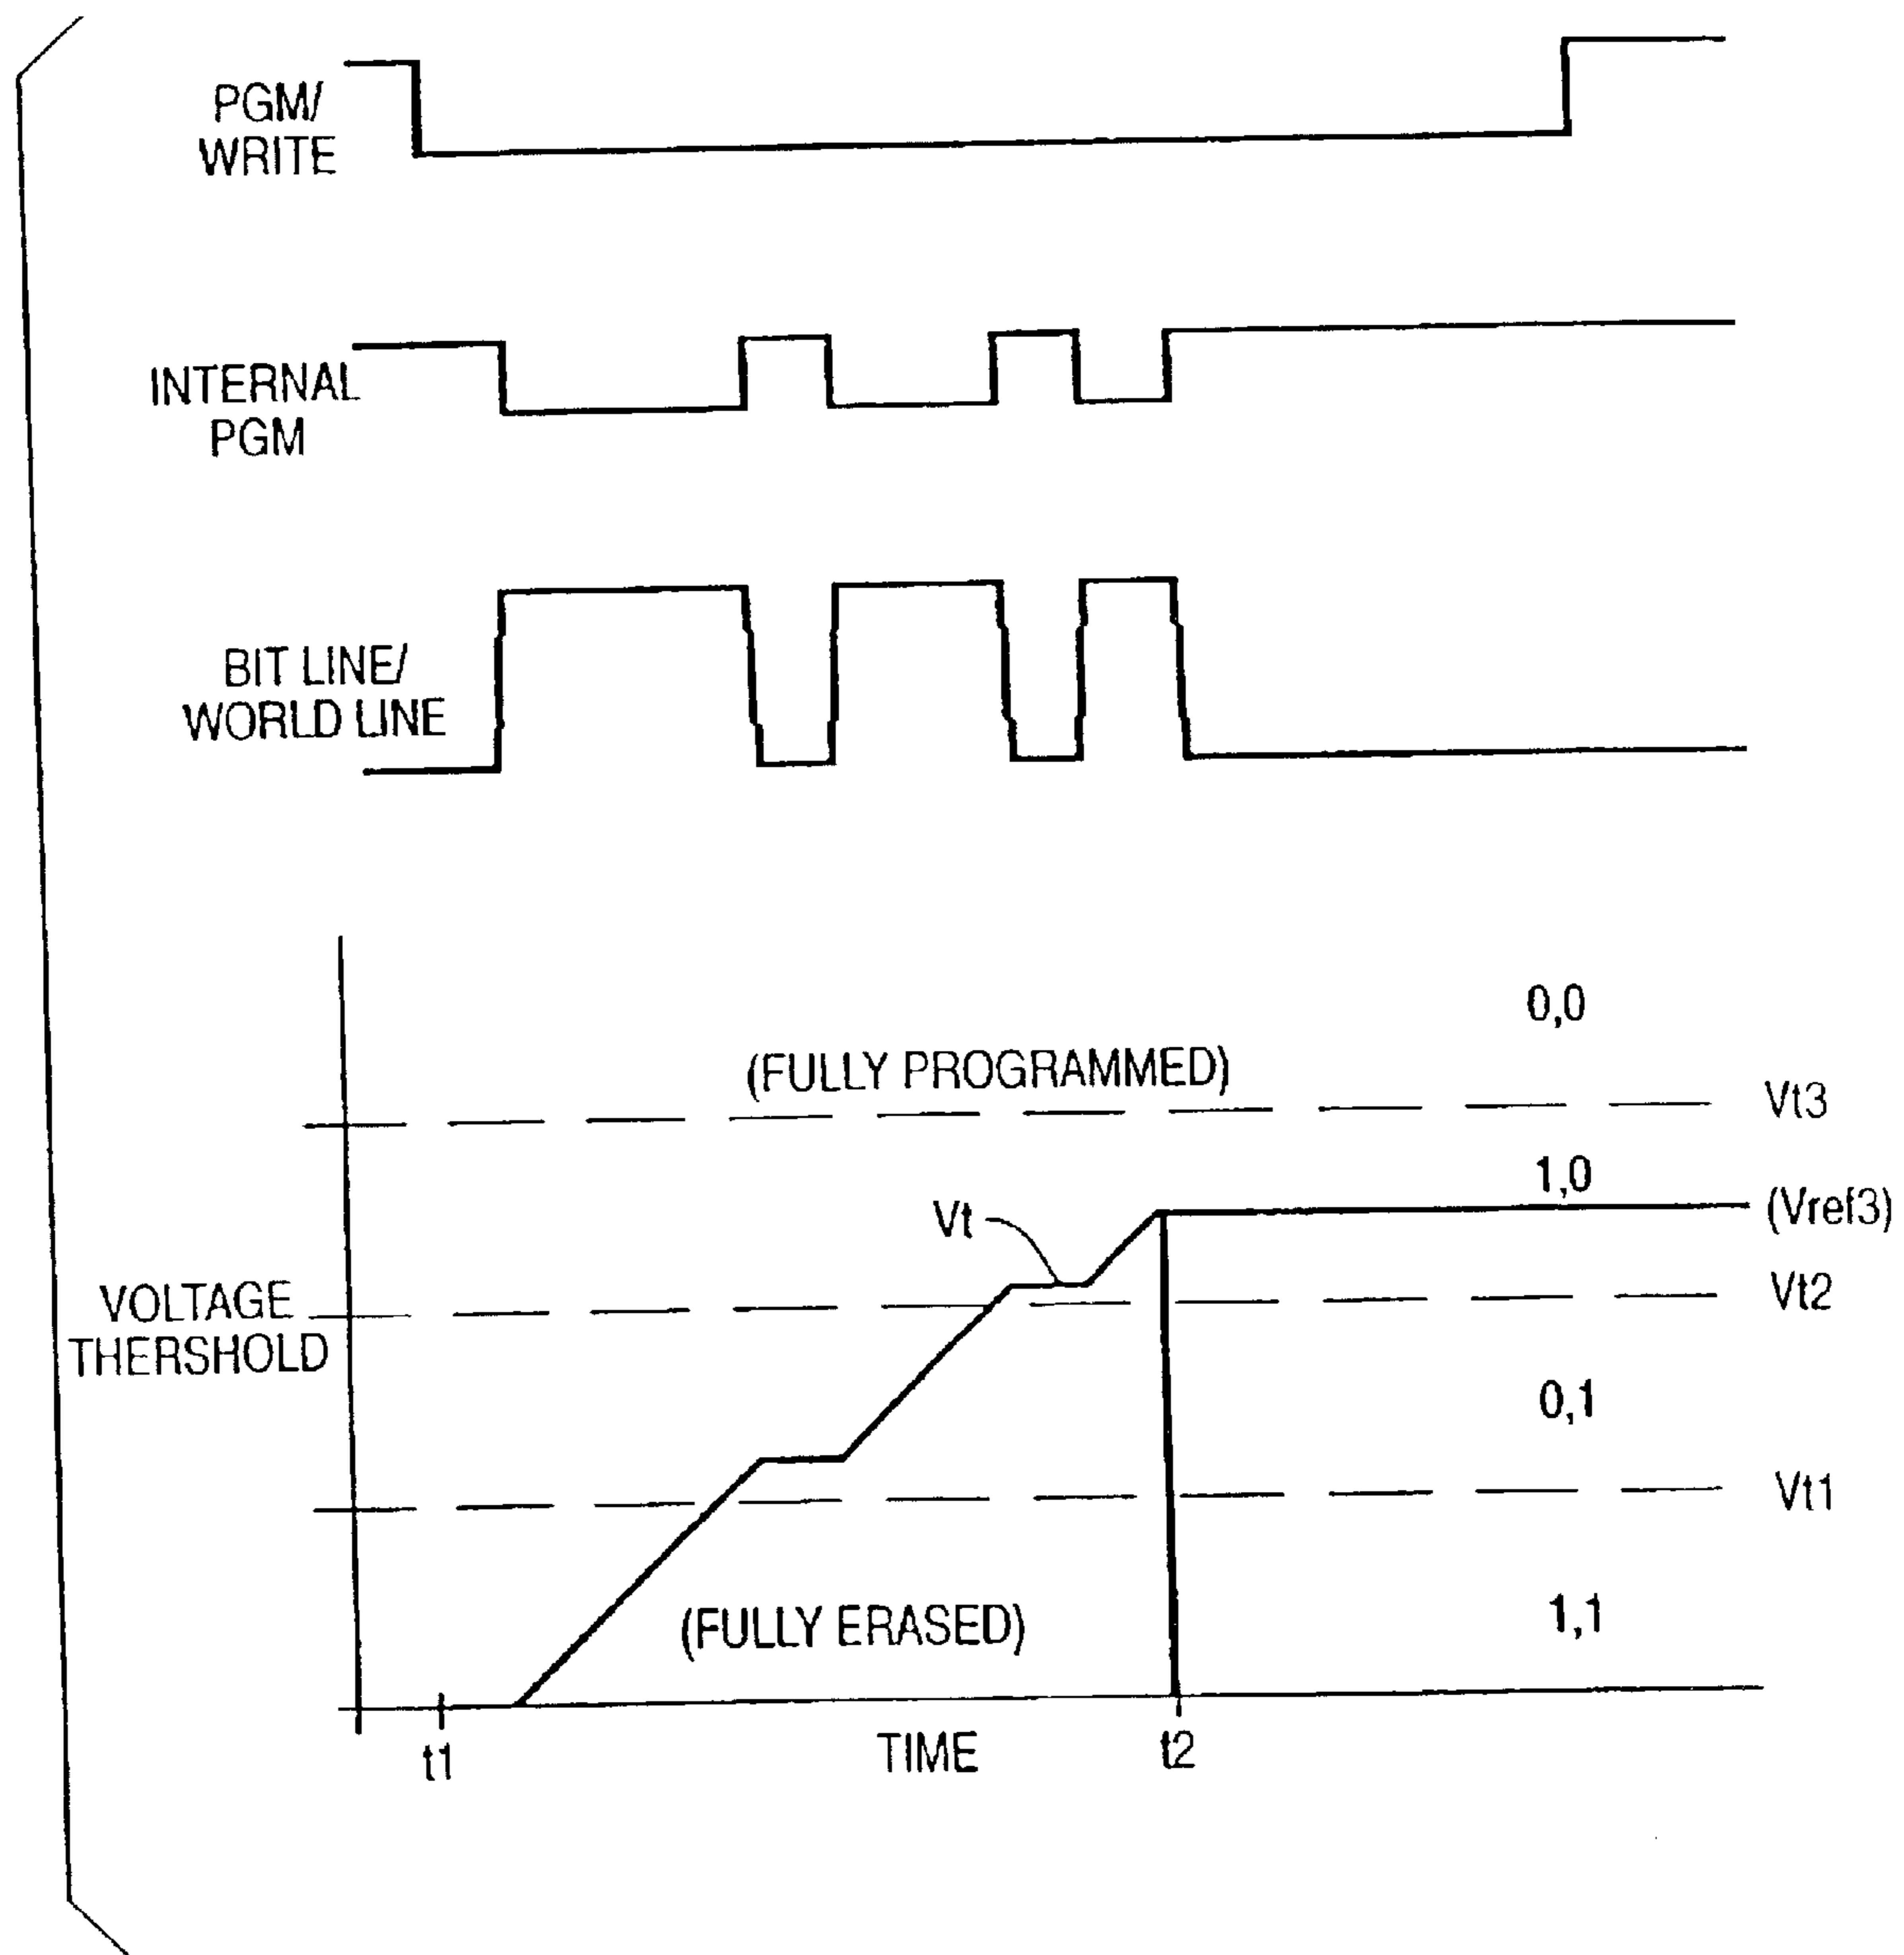 PGM/
WRITE
INTERNAL
PGM
BIT LINE/
WORLD LINE
0,0
(FULLY PROGRAMMED)
Vt3
1,0
(Vref3)
Vt
Vt2
VOLTAGE
THERSHOLD
0,1
Vt1
(FULLY ERASED)
1,1
t1
TIME
t2